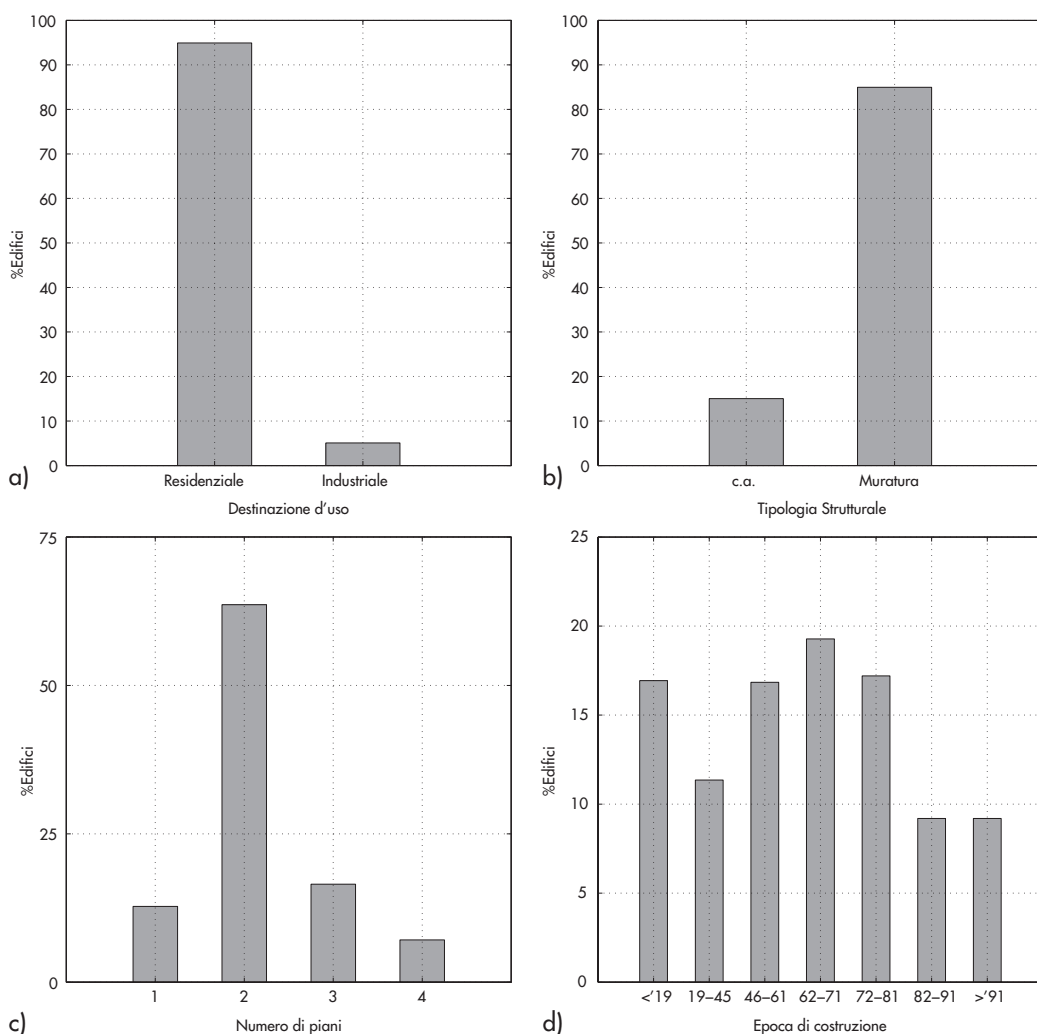 100
90
80
70
60
50
40
30
20
10
0
%Edifici
Residenziale Industriale
Destinazione d'uso
a)
100
90
80
70
60
50
40
30
20
10
0
%Edifici
c.a. Muratura
Tipologia Strutturale
b)
75
50
25
0
%Edifici
1 2 3 4
Numero di piani
c)
25
20
15
10
5
0
%Edifici
<'19 19–45 46–61 62–71 72–81 82–91 >'91
Epoca di costruzione
d)